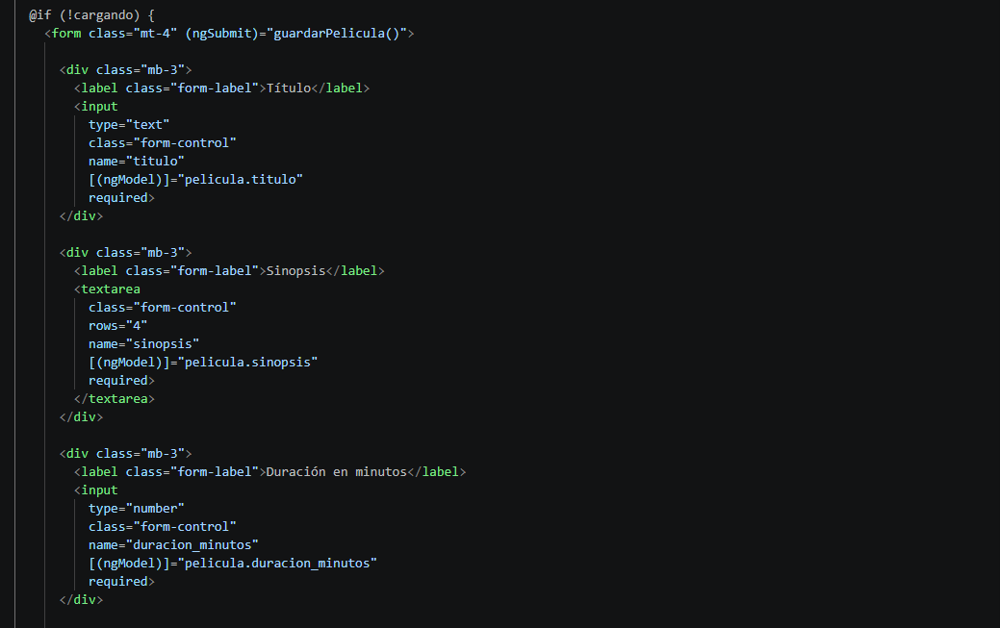 @if (!cargando) {
<form class="mt-4" (ngSubmit)="guardarPelicula()">
<div class="mb-3">
<label class="form-label">Título</label>
<input
type="text"
class="form-control"
name="titulo"
[(ngModel)]="pelicula.titulo"
required>
</div>
<div class="mb-3">
<label class="form-label">Sinopsis</label>
<textarea
class="form-control"
rows="4"
name="sinopsis"
[(ngModel)]="pelicula.sinopsis"
required>
</textarea>
</div>
<div class="mb-3">
<label class="form-label">Duración en minutos</label>
<input
type="number"
class="form-control"
name="duracion_minutos"
[(ngModel)]="pelicula.duracion_minutos"
required>
</div>